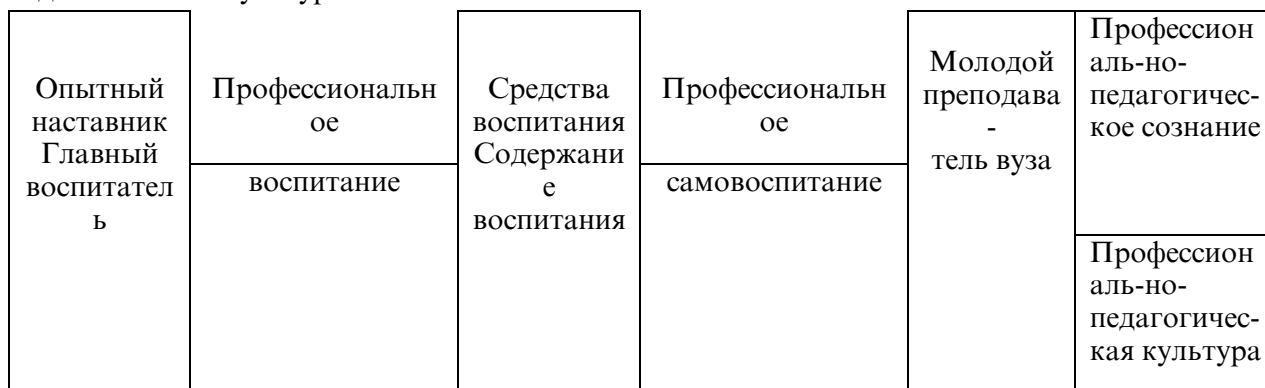 Опытный
наставник
Главный
воспитател
ь
Профессиональн
ое
воспитание
Средства
воспитания
Содержани
е
воспитания
Профессиональн
ое
самовоспитание
Молодой
преподава
-
тель вуза
Профессион
аль-но-
педагогичес-
кое сознание
Профессион
аль-но-
педагогичес-
кая культура